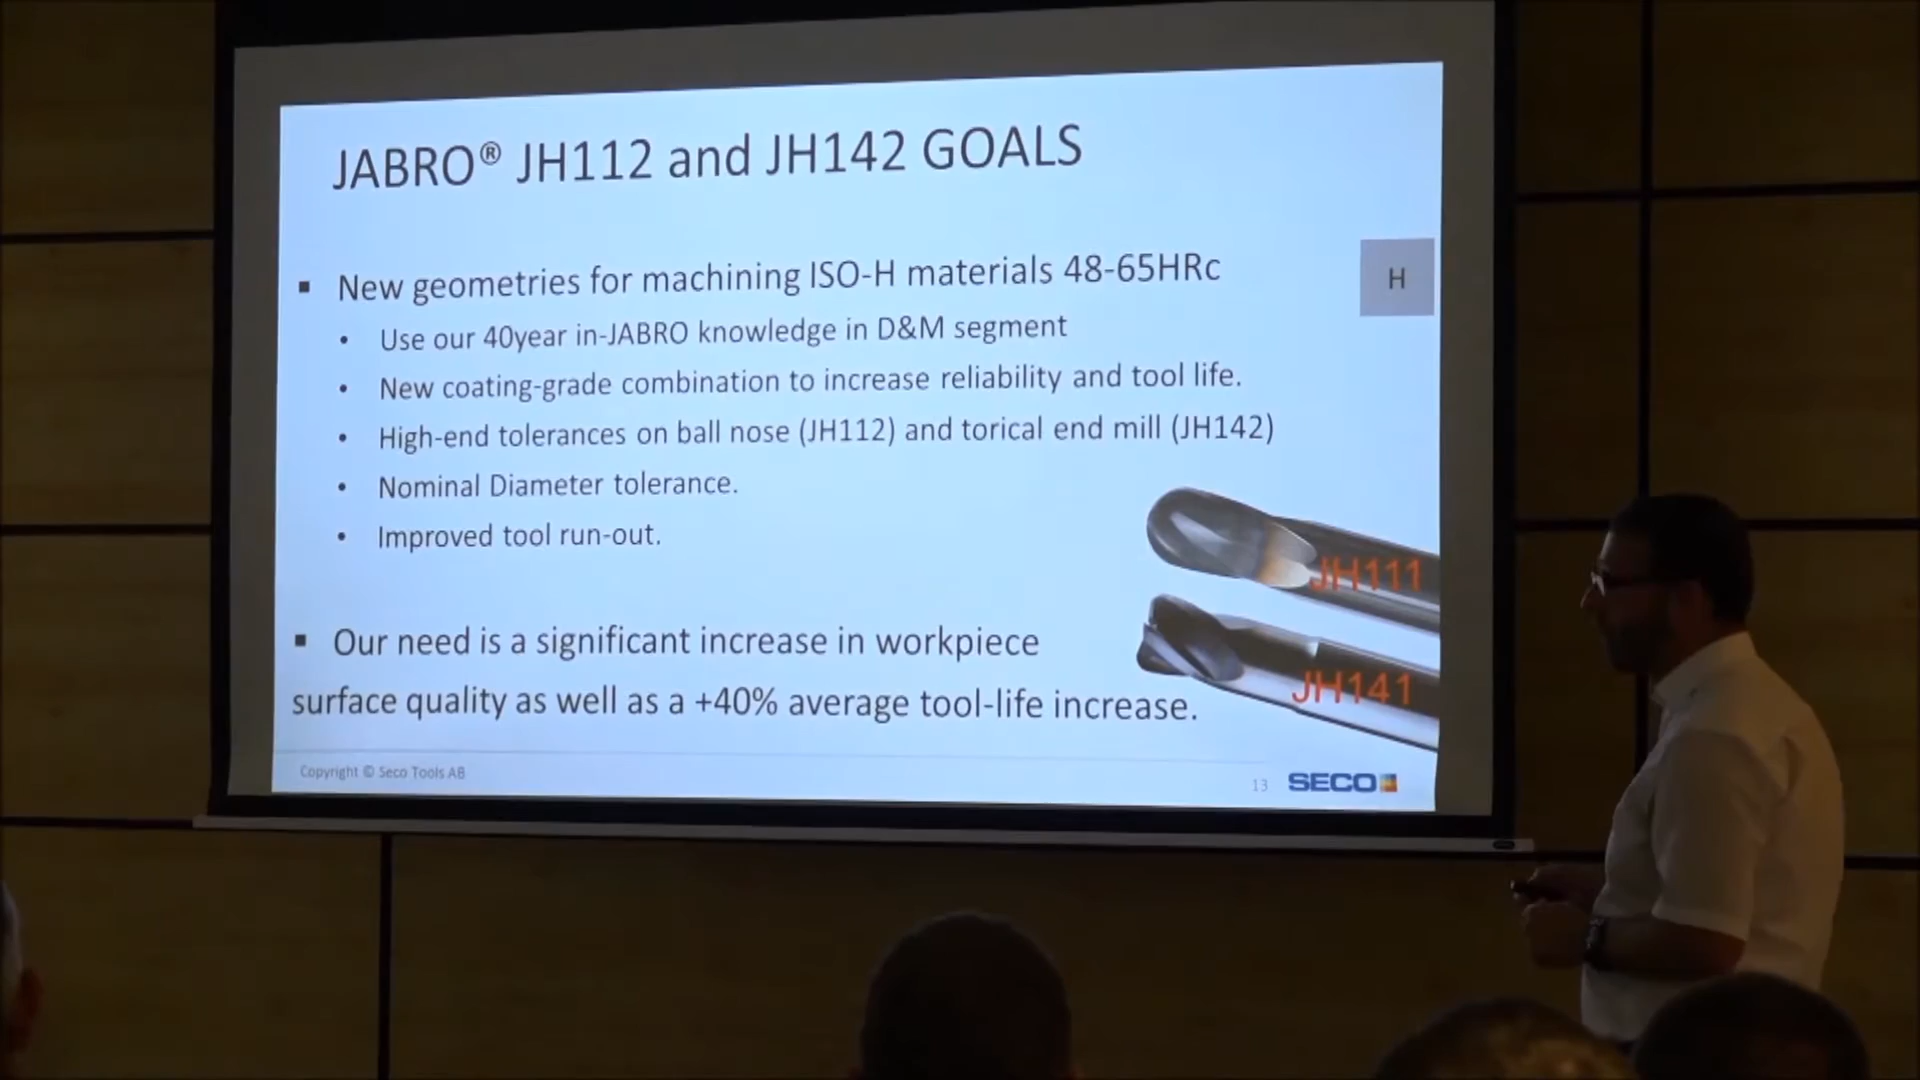 JABRO® JH112 and JH142 GOALS
▪ New geometries for machining ISO-H materials 48-65HRc
H
• Use our 40year in-JABRO knowledge in D&M segment
• New coating-grade combination to increase reliability and tool life.
• High-end tolerances on ball nose (JH112) and torical end mill (JH142)
• Nominal Diameter tolerance.
• Improved tool run-out.
JH111
▪ Our need is a significant increase in workpiece
JH141
surface quality as well as a +40% average tool-life increase.
Copyright © Seco Tools AB
13 SECO